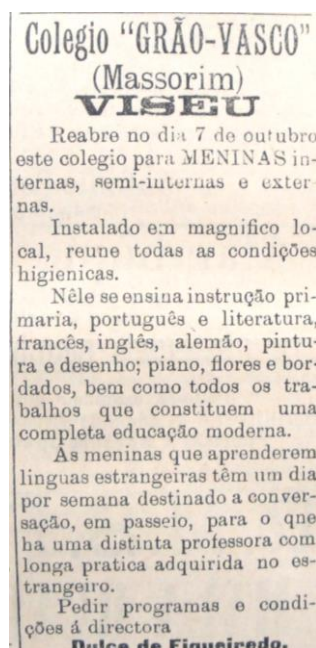 Colegio "GRÃO-VASCO"
(Massorim)
VISEU
Reabre no dia 7 de outubro
este colegio para MENINAS in-
ternas, semi-internas e exter-
nas.
Instalado em magnifico lo-
cal, reune todas as condições
higienicas.
Nêle se ensina instrução pri-
maria, português e literatura,
francês, inglês, alemão, pintu-
ra e desenho; piano, flores e bor-
dados, bem como todos os tra-
balhos que constituem uma
completa educação moderna.
As meninas que aprenderem
linguas estrangeiras têm um dia
por semana destinado a conver-
sação, em passeio, para o qne
ha uma distinta professora com
longa pratica adquirida no es-
trangeiro.
Pedir programas e condi-
ções á directora
Dulce de Figueiredo.